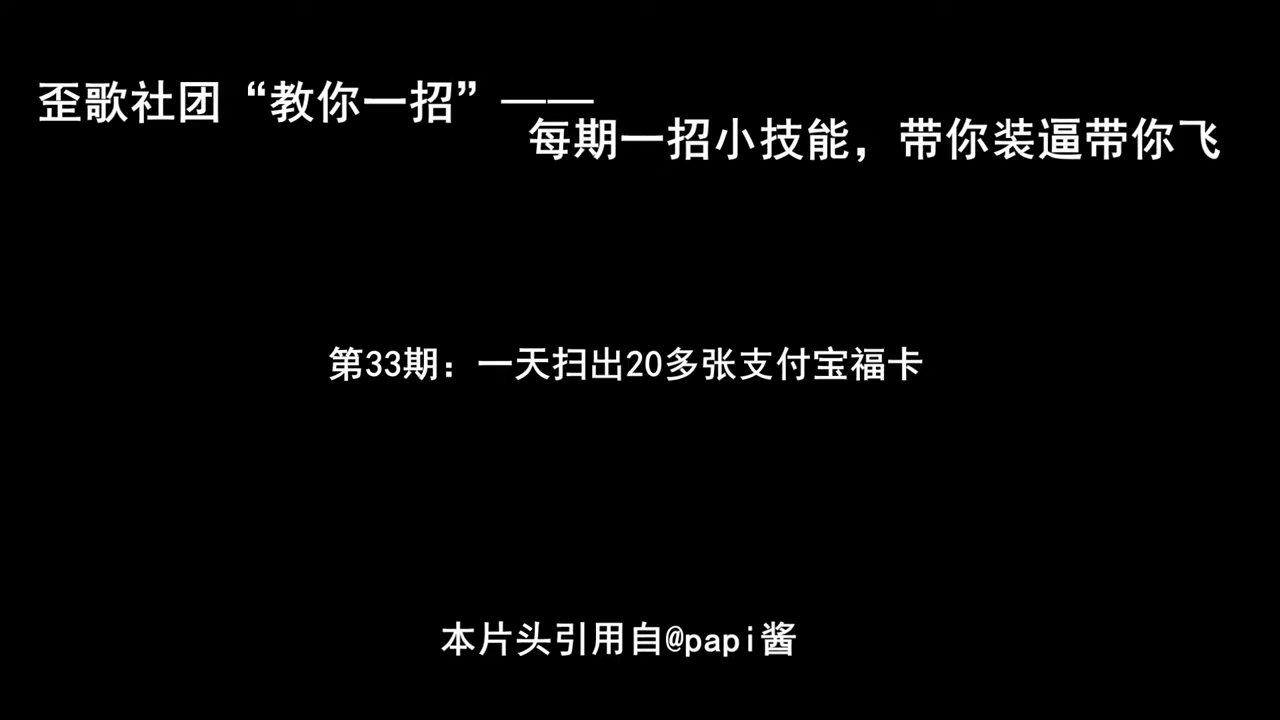 歪歌社团“教你一招”——
每期一招小技能，带你装逼带你飞
第33期：一天扫出20多张支付宝福卡
本片头引用自@papi酱